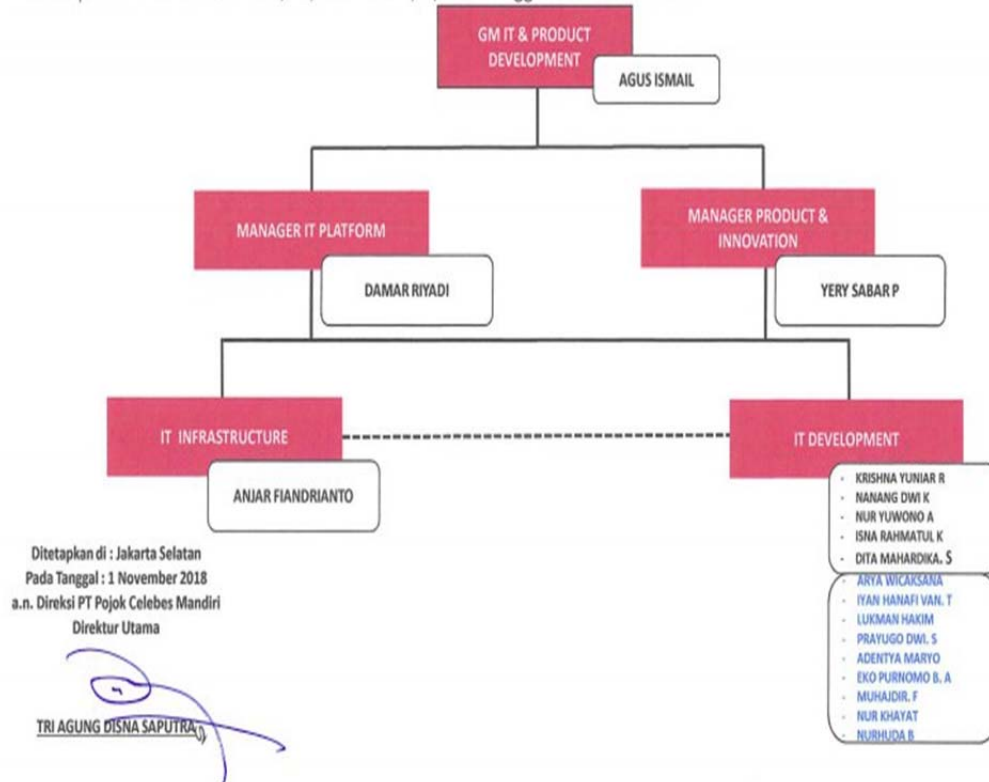 GM IT & PRODUCT
DEVELOPMENT
AGUS ISMAIL
MANAGER IT PLATFORM
DAMAR RIYADI
MANAGER PRODUCT &
INNOVATION
YERY SABAR P
IT INFRASTRUCTURE
ANJAR FIANDRIANTO
IT DEVELOPMENT
- KRISHNA YUNIAR R
- NANANG DWI K
- NUR YUWONO A
- ISNA RAHMATUL K
- DITA MAHARDIKA. S
- ARYA WICAKSANA
- IYAN HANAFI VAN. T
- LUKMAN HAKIM
- PRAYUGO DWI. S
- ADENTYA MARYO
- EKO PURNOMO B. A
- MUHAJDIR. F
- NUR KHAYAT
- NURHUDA B
Ditetapkan di : Jakarta Selatan
Pada Tanggal : 1 November 2018
a.n. Direksi PT Pojok Celebes Mandiri
Direktur Utama
TRI AGUNG DISNA SAPUTRA